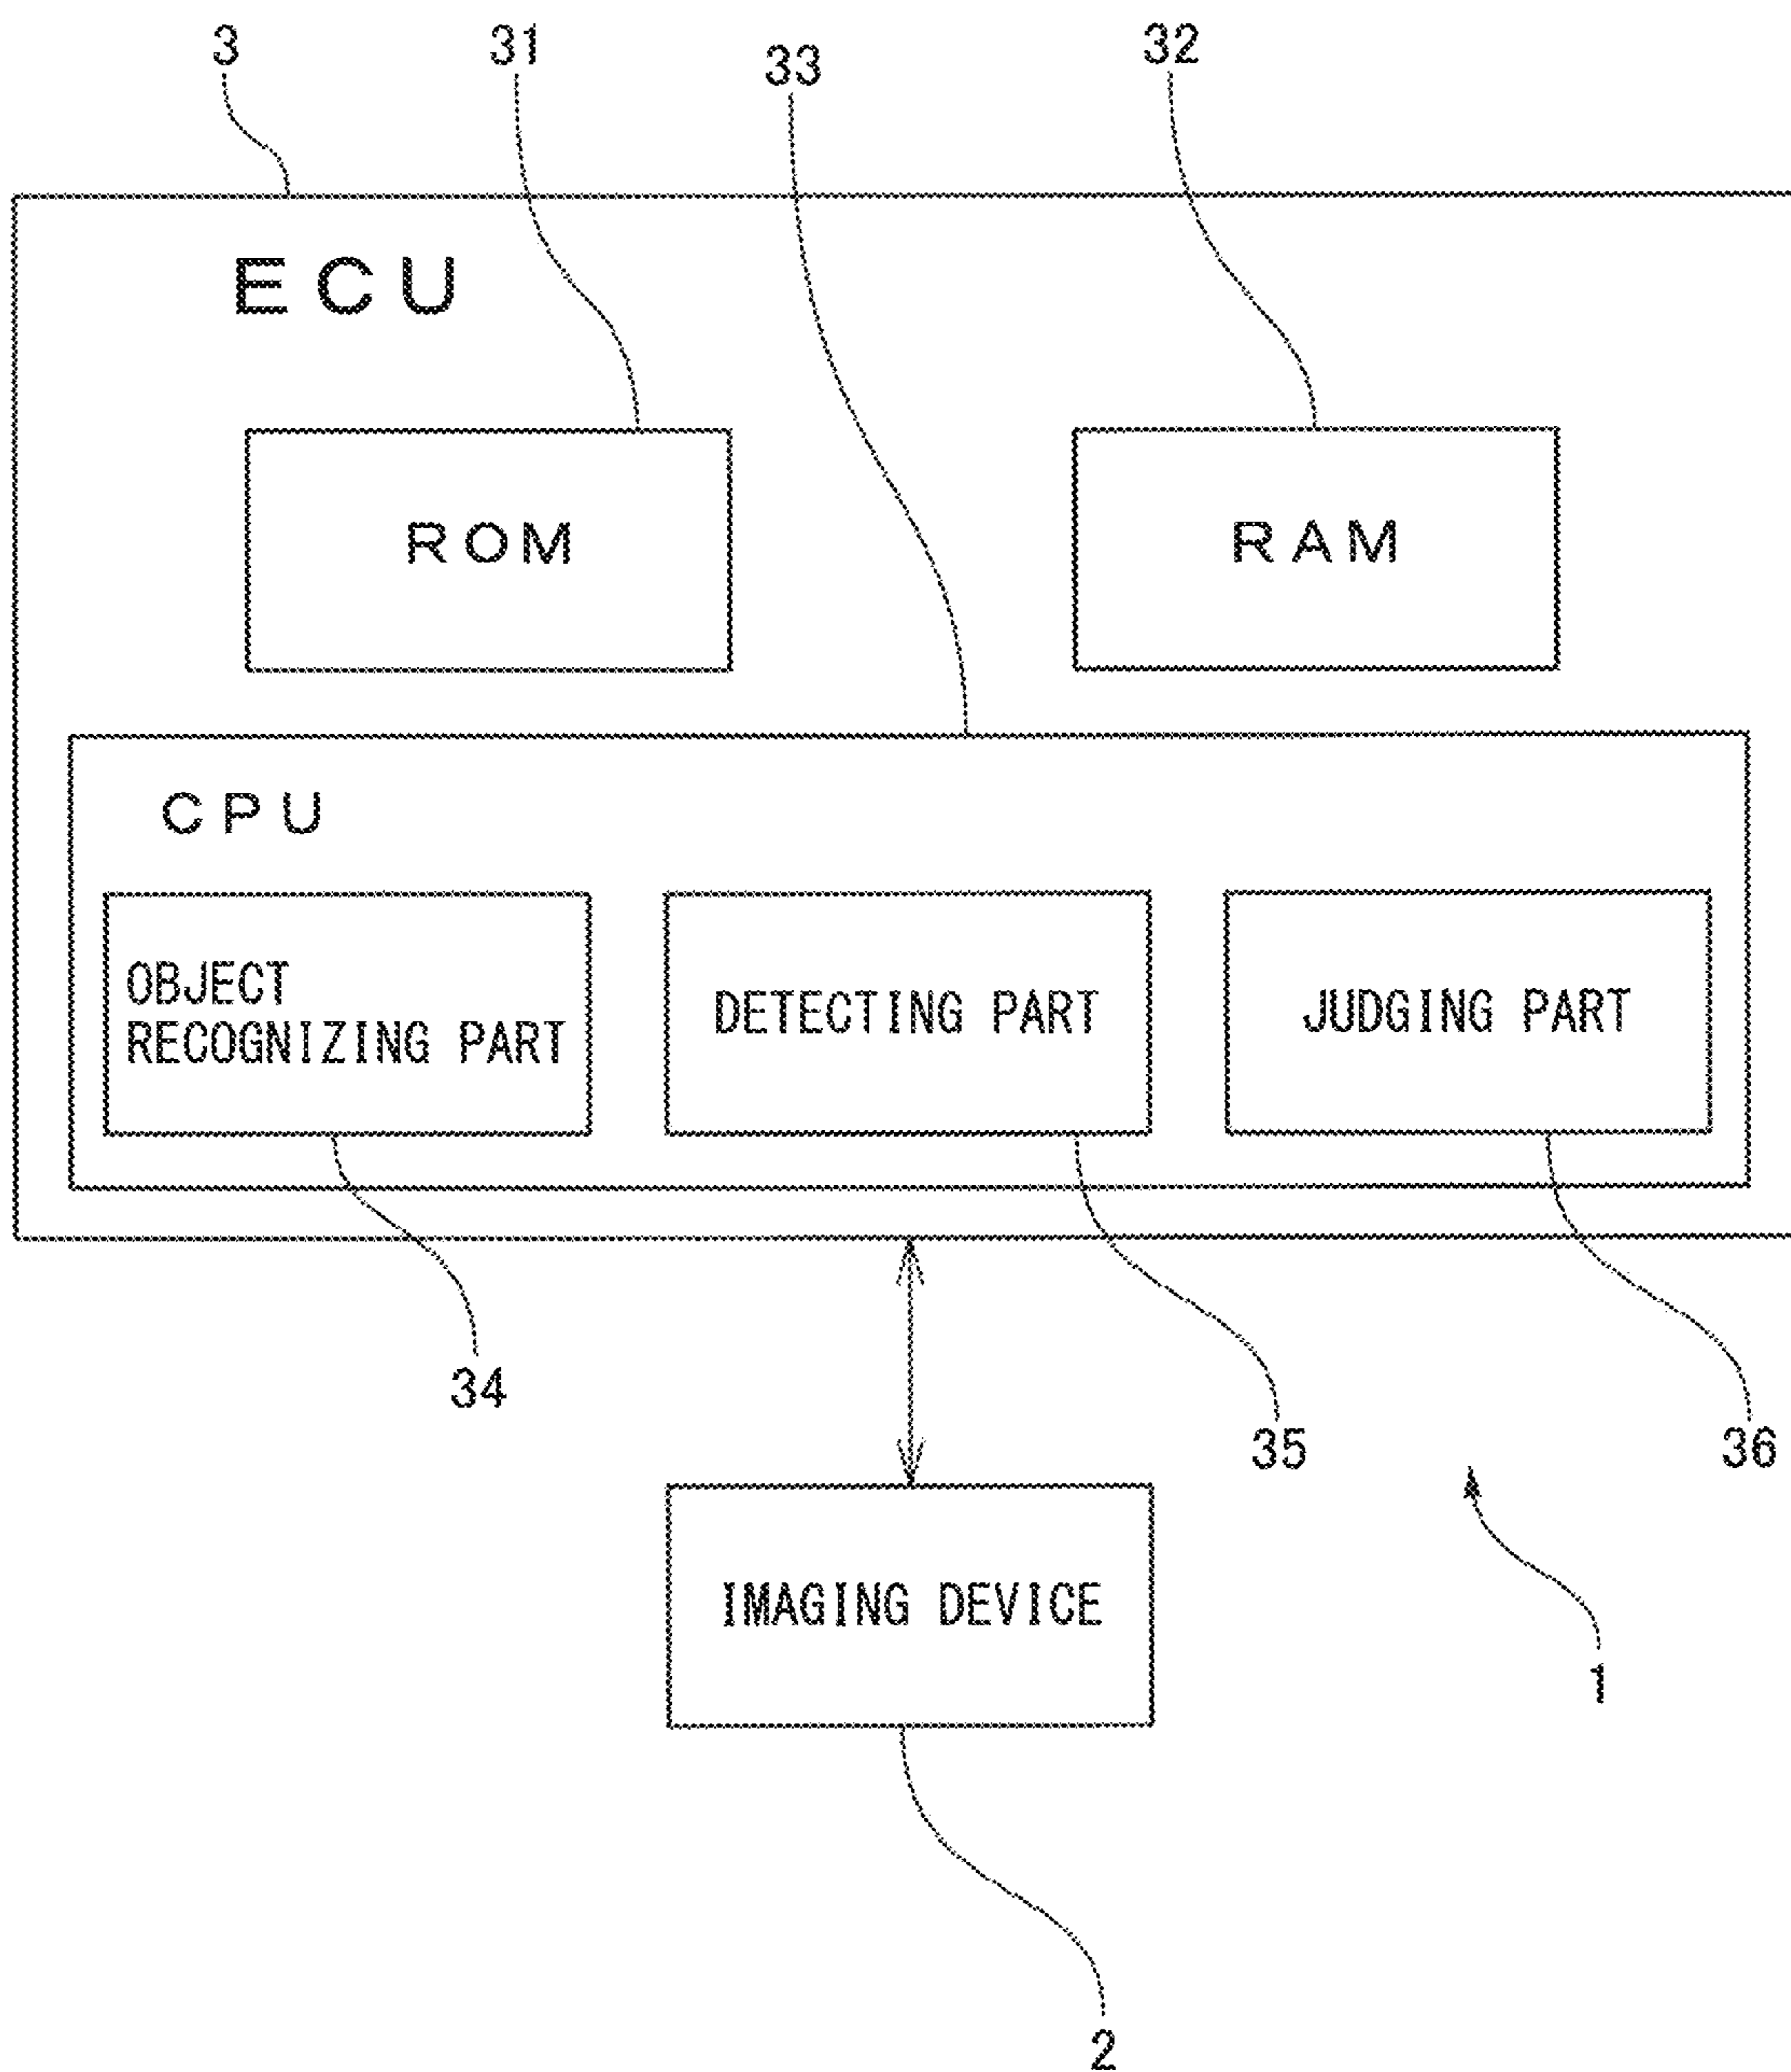 3
31
33
32
ECU
ROM
RAM
CPU
OBJECT
RECOGNIZING PART
DETECTING PART
JUDGING PART
34
35
36
IMAGING DEVICE
1
2